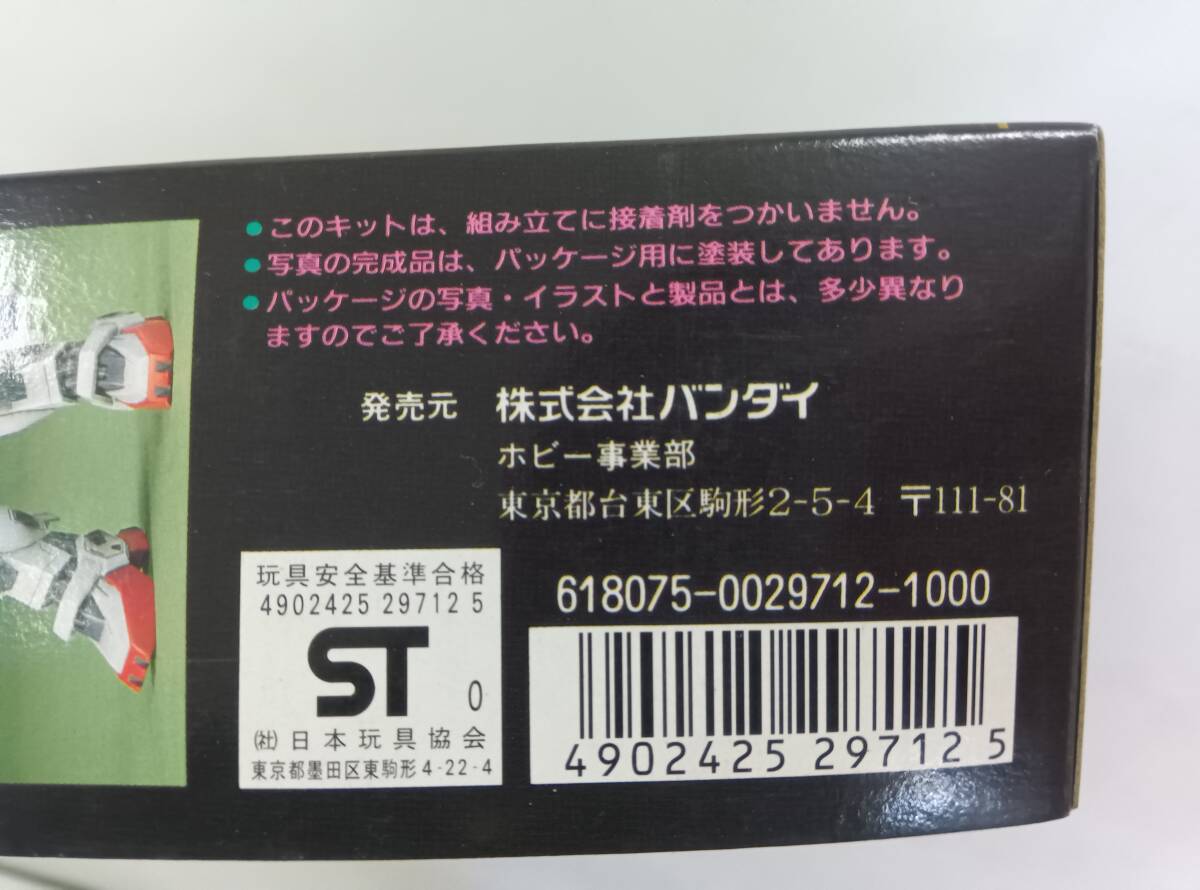 ●このキットは、組み立てに接着剤をつかいません。
●写真の完成品は、パッケージ用に塗装してあります。
●パッケージの写真・イラストと製品とは、多少異なり
ますのでご了承ください。
発売元 株式会社バンダイ
ホビー事業部
東京都台東区駒形2-5-4 〒111-81
玩具安全基準合格
4902425 29712 5
ST 0
(社)日本玩具協会
東京都墨田区東駒形4-22-4
618075-0029712-1000
4902425 297125